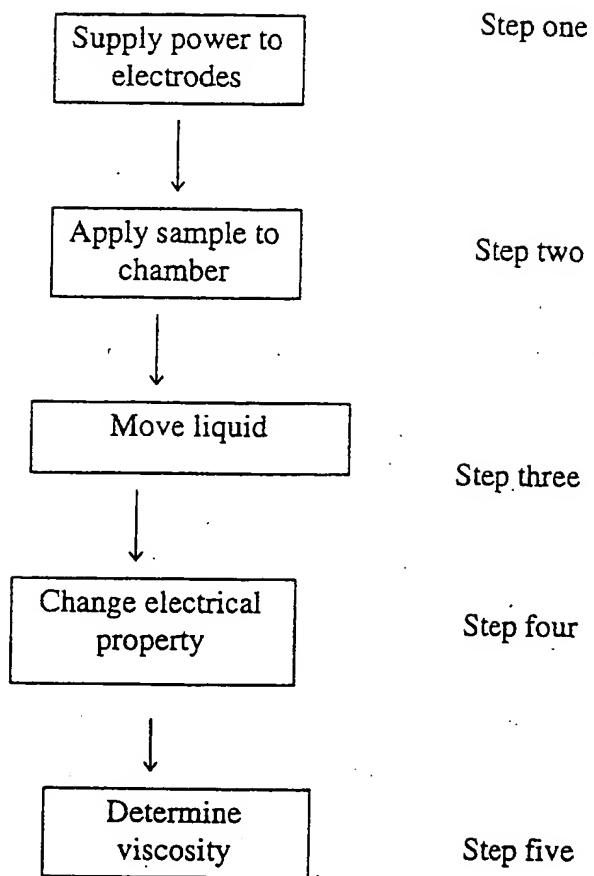 Supply power to
electrodes
Step one
Apply sample to
chamber
Step two
Move liquid
Step three
Change electrical
property
Step four
Determine
viscosity
Step five